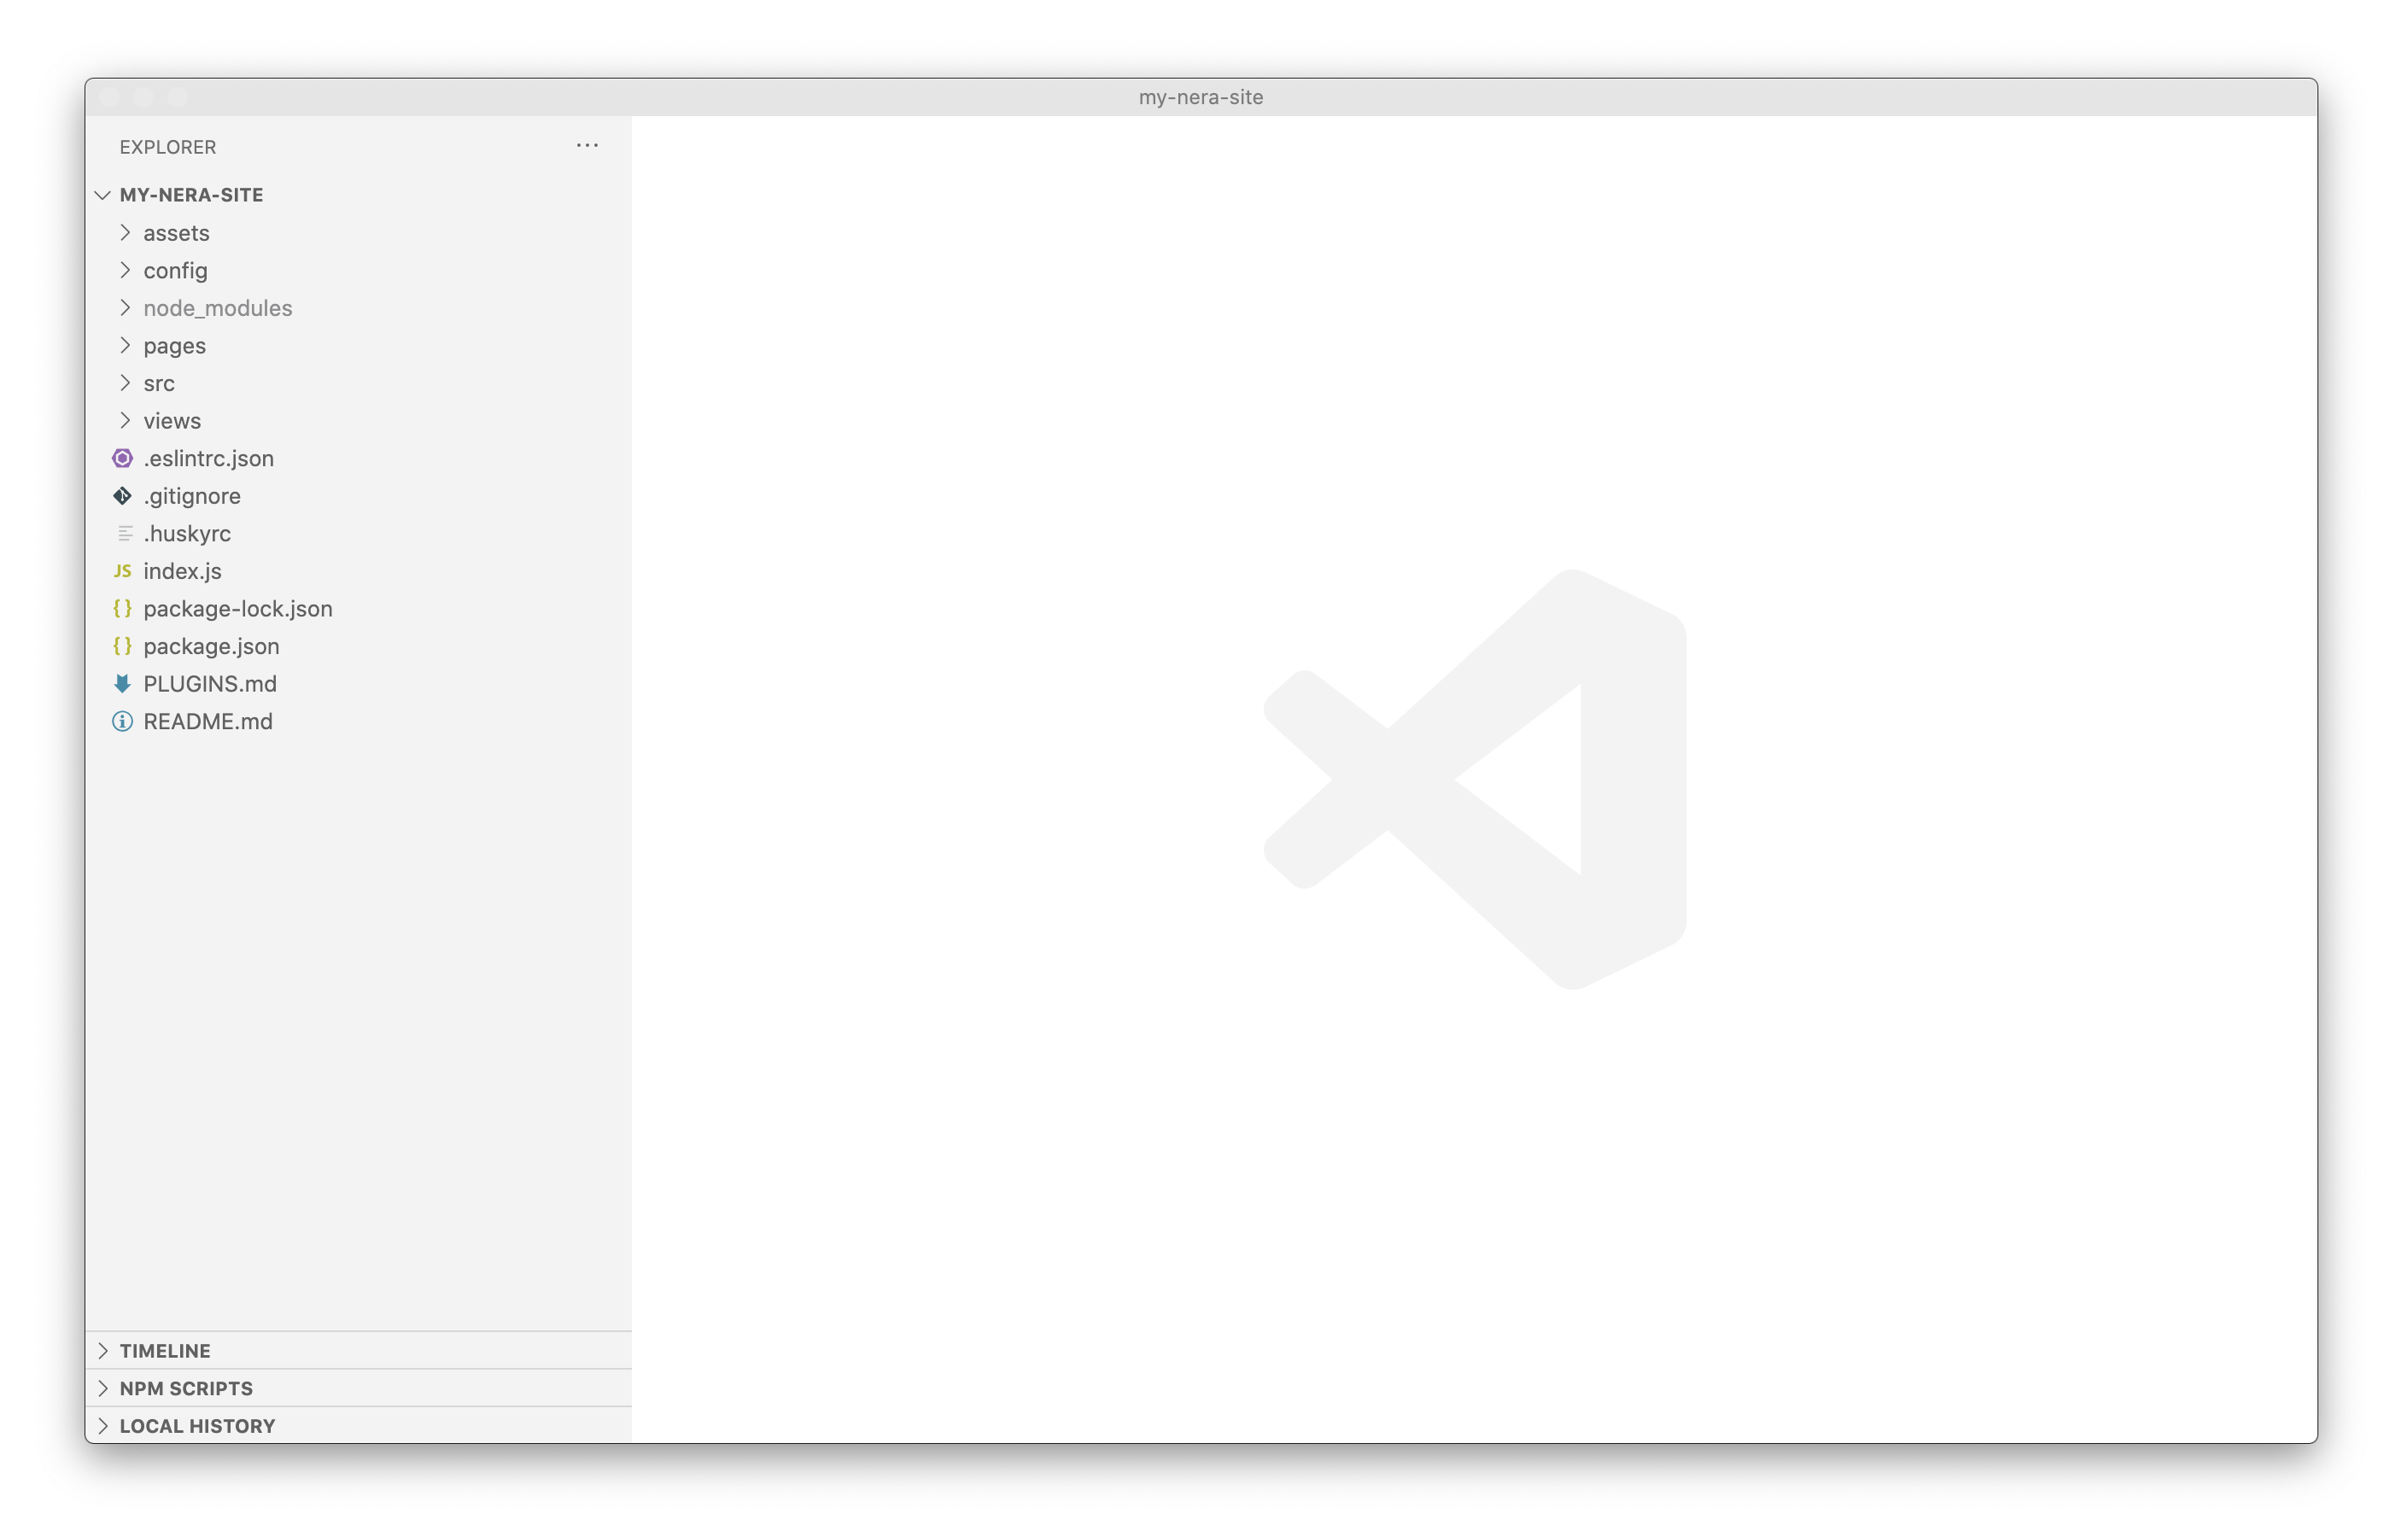 my-nera-site
EXPLORER
MY-NERA-SITE
assets
config
node_modules
pages
src
views
.eslintrc.json
.gitignore
.huskyrc
JS index.js
{} package-lock.json
{} package.json
PLUGINS.md
README.md
TIMELINE
NPM SCRIPTS
LOCAL HISTORY